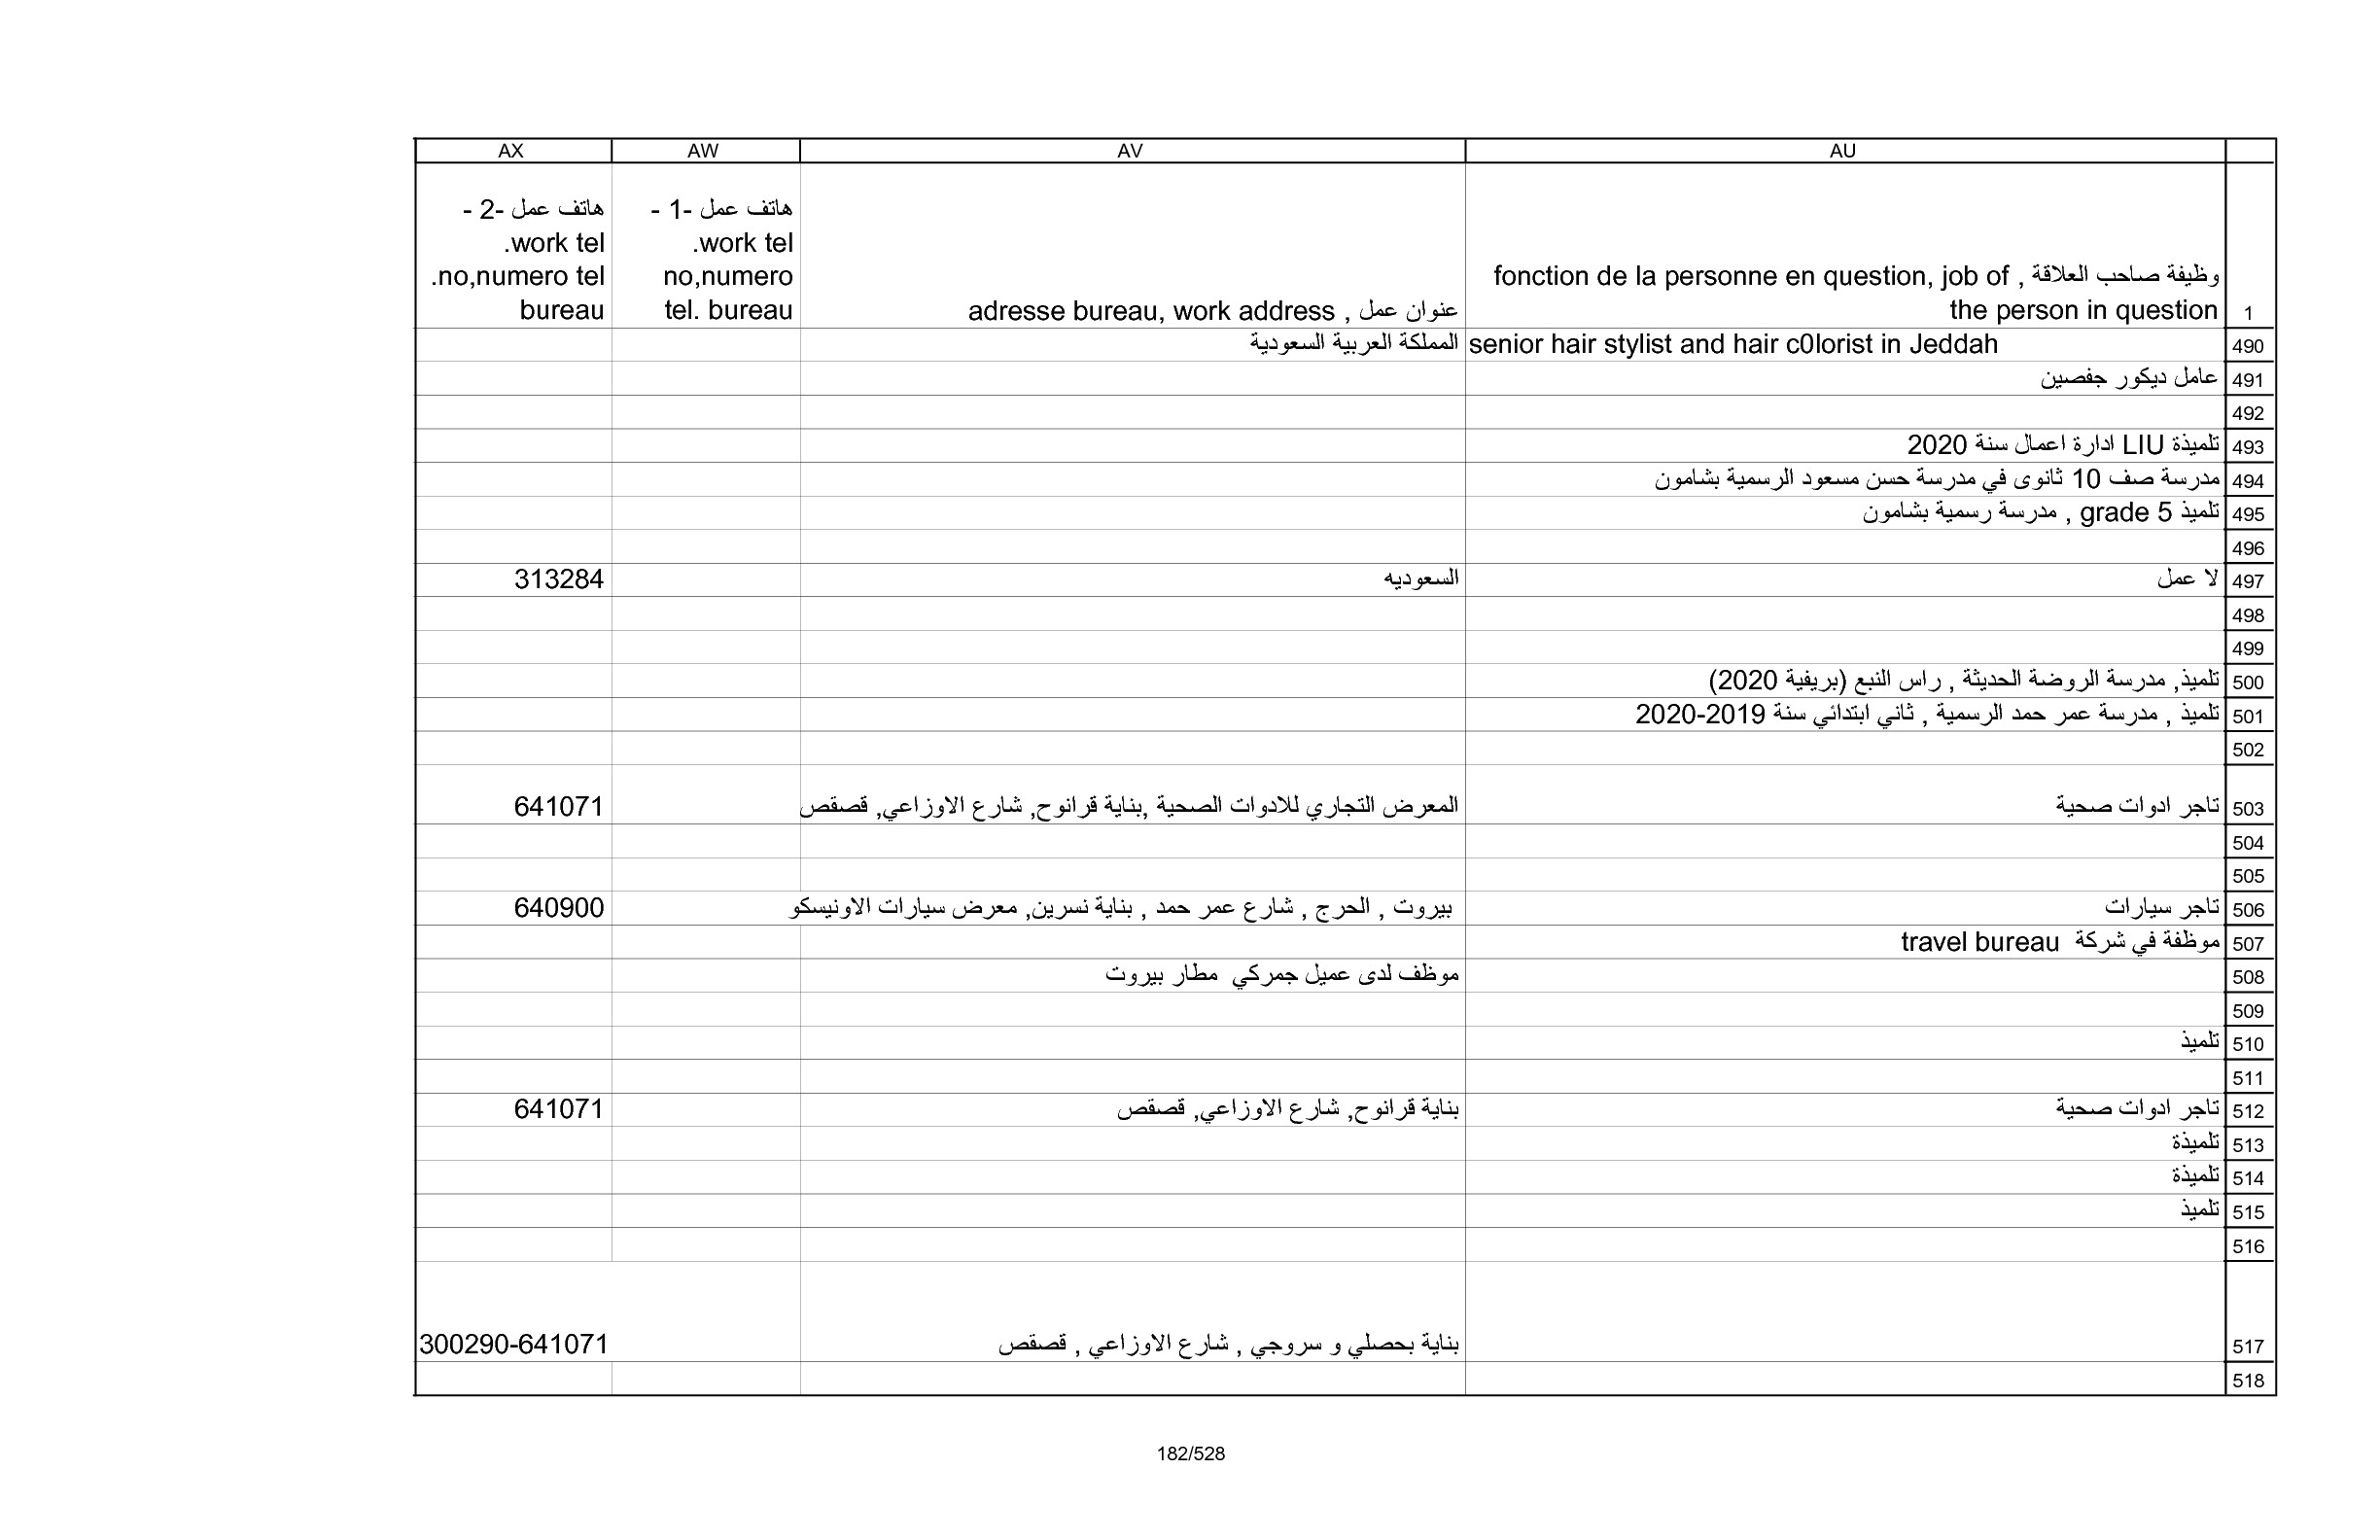 AU AV AW AX
1 وظيفة صاحب العلاقة , fonction de la personne en question, job of the person in question
عنوان عمل , adresse bureau, work address
هاتف عمل -1 - work tel. no,numero tel. bureau
هاتف عمل -2 - work tel. no,numero tel. bureau
490 senior hair stylist and hair c0lorist in Jeddah المملكة العربية السعودية
491 عامل ديكور جفصين
492
493 تلميذة LIU ادارة اعمال سنة 2020
494 مدرسة صف 10 ثانوى في مدرسة حسن مسعود الرسمية بشامون
495 تلميذ grade 5 , مدرسة رسمية بشامون
496
497 لا عمل السعوديه 313284
498
499
500 تلميذ, مدرسة الروضة الحديثة , راس النبع (بريفية 2020)
501 تلميذ , مدرسة عمر حمد الرسمية , ثاني ابتدائي سنة 2019-2020
502
503 تاجر ادوات صحية المعرض التجاري للادوات الصحية ,بناية قرانوح, شارع الاوزاعي, قصقص 641071
504
505
506 تاجر سيارات بيروت , الحرج , شارع عمر حمد , بناية نسرين, معرض سيارات الاونيسكو 640900
507 موظفة في شركة travel bureau
508 موظف لدى عميل جمركي مطار بيروت
509
510 تلميذ
511
512 تاجر ادوات صحية بناية قرانوح, شارع الاوزاعي, قصقص 641071
513 تلميذة
514 تلميذة
515 تلميذ
516
517 بناية بحصلي و سروجي , شارع الاوزاعي , قصقص 300290-641071
518
182/528